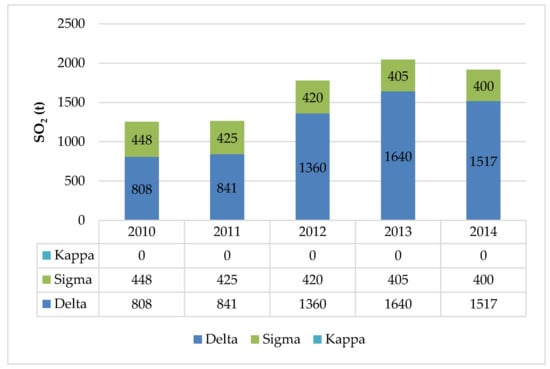 2500
2000
1500
1000
500
0
SO2 (t)
448 425 420 405 400
808 841 1360 1640 1517
2010 2011 2012 2013 2014
Kappa 0 0 0 0 0
Sigma 448 425 420 405 400
Delta 808 841 1360 1640 1517
Delta Sigma Kappa